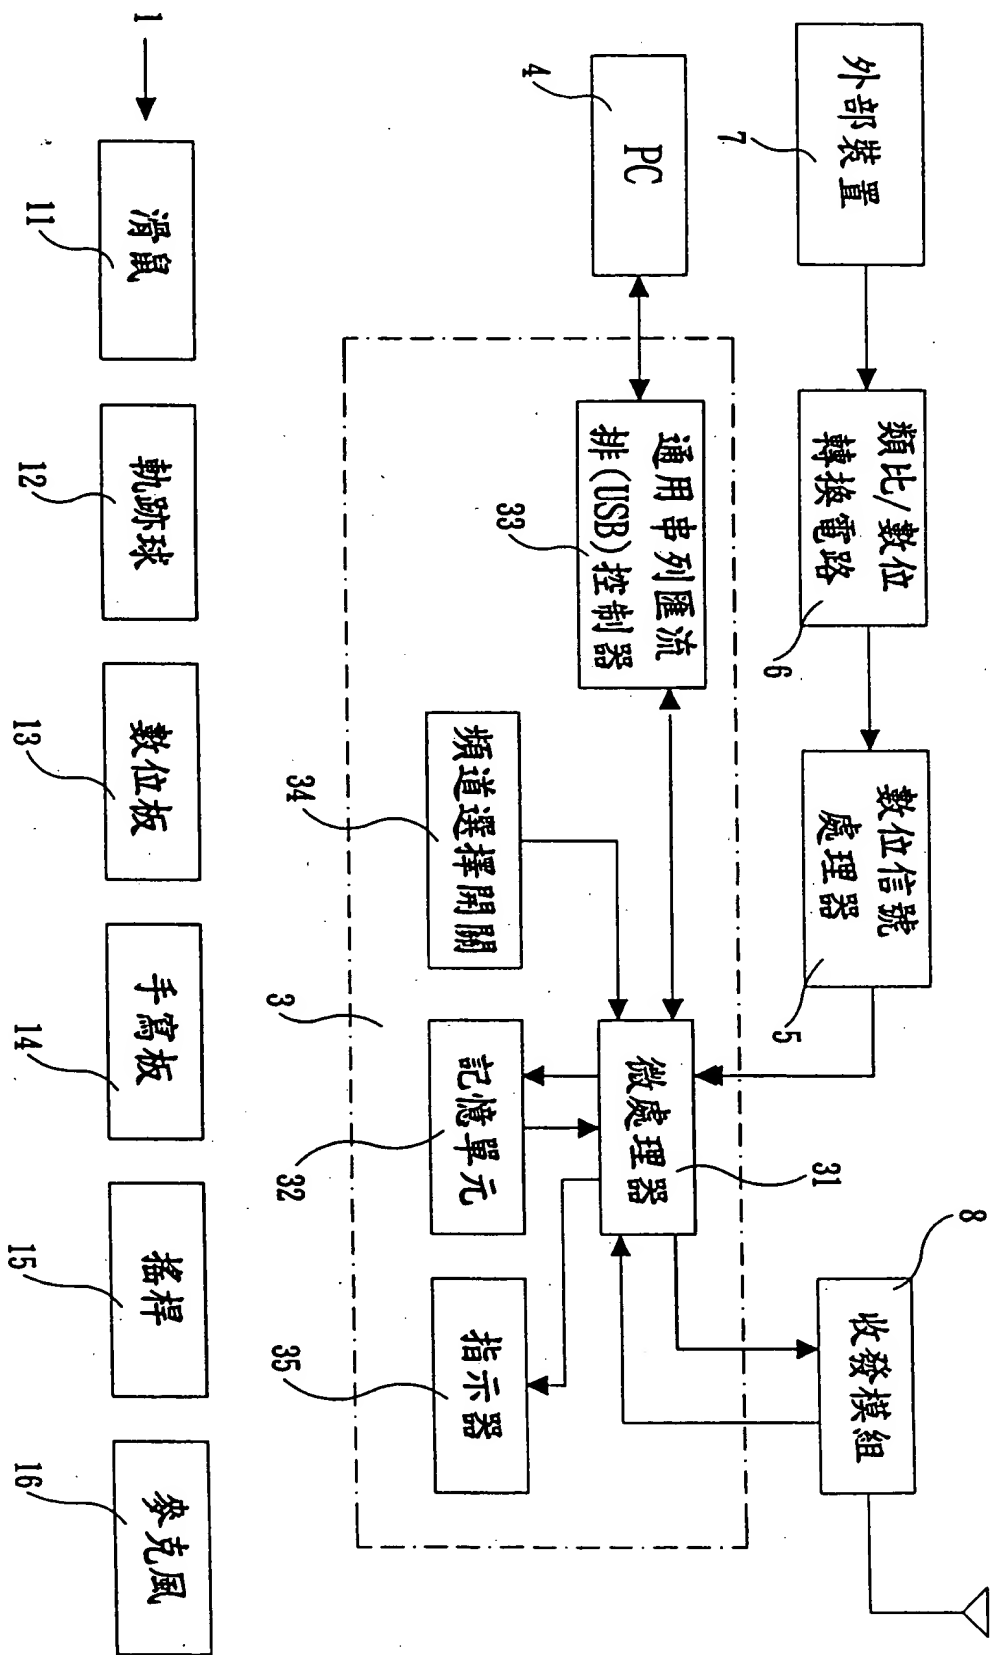 外部裝置
7
類比/數位
轉換電路
6
數位信號
處理器
5
8
收發模組
PC
4
通用串列匯流
排(USB)控制器
33
微處理器
31
頻道選擇開關
34
3
記憶單元
32
指示器
35
1
滑鼠
11
軌跡球
12
數位板
13
手寫板
14
搖桿
15
麥克風
16